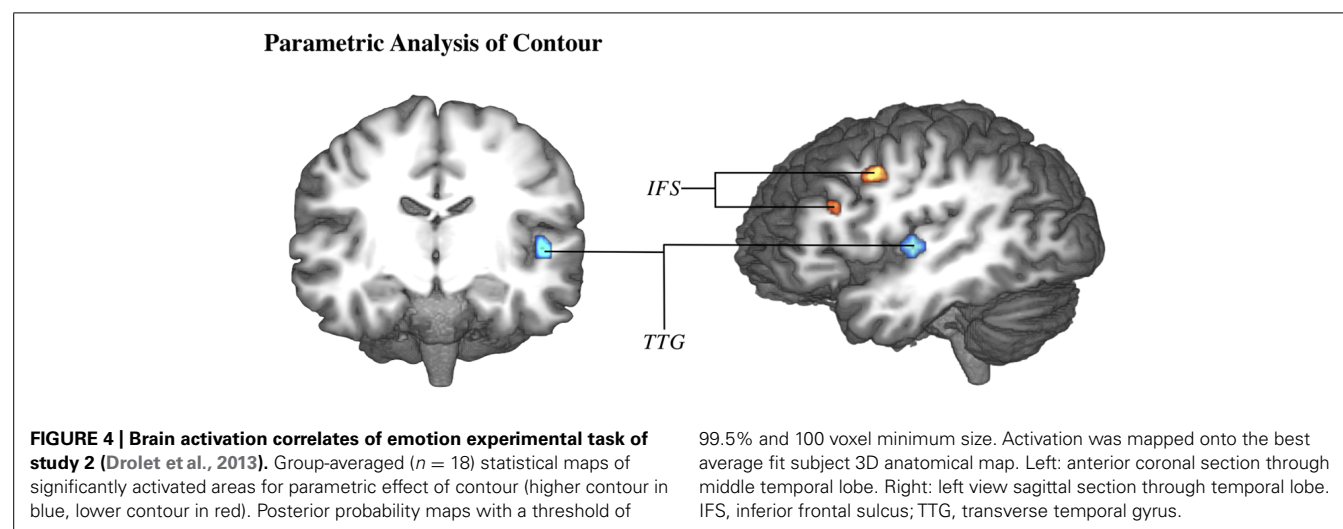 Parametric Analysis of Contour
IFS
TTG
FIGURE 4 | Brain activation correlates of emotion experimental task of
study 2 (Drolet et al., 2013). Group-averaged (n = 18) statistical maps of
significantly activated areas for parametric effect of contour (higher contour in
blue, lower contour in red). Posterior probability maps with a threshold of
99.5% and 100 voxel minimum size. Activation was mapped onto the best
average fit subject 3D anatomical map. Left: anterior coronal section through
middle temporal lobe. Right: left view sagittal section through temporal lobe.
IFS, inferior frontal sulcus; TTG, transverse temporal gyrus.